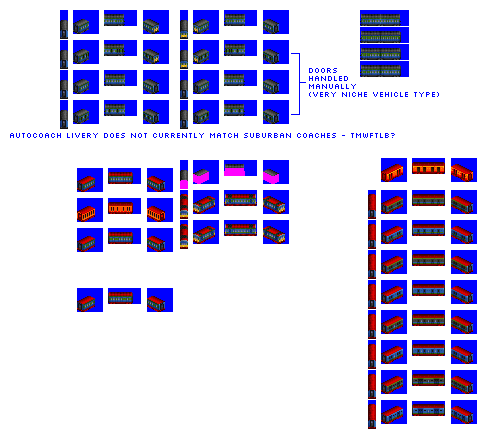 DOORS
HANDLED
MANUALLY
(VERY NICHE VEHICLE TYPE)
AUTOCOACH LIVERY DOES NOT CURRENTLY MATCH SUBURBAN COACHES - TMWFTLB?